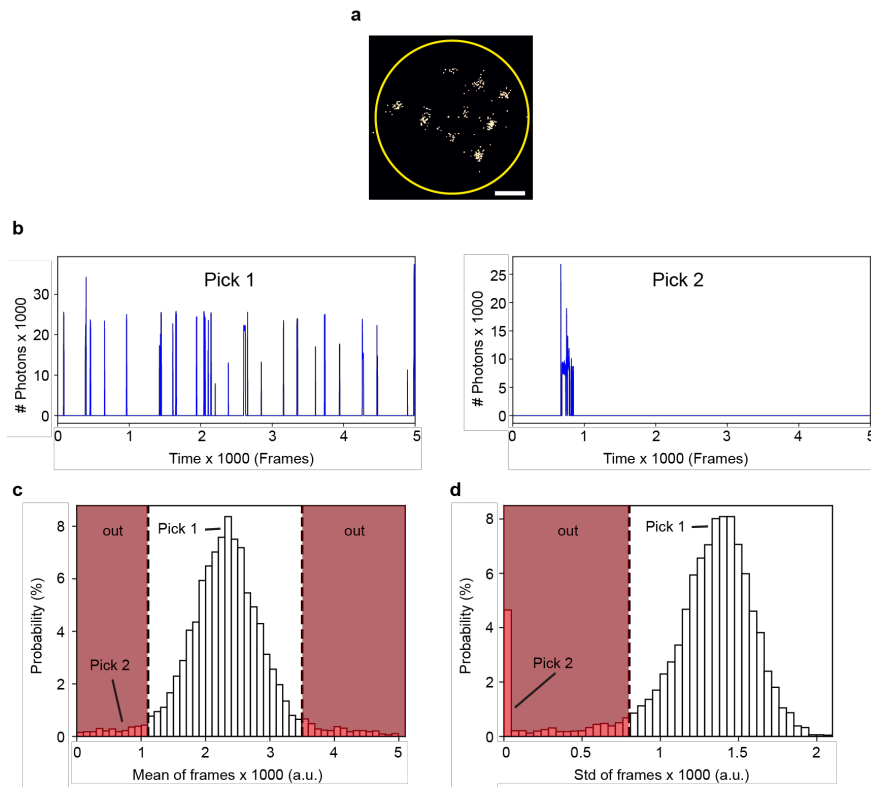 a
b
Pick 1
# Photons x 1000
30
20
10
0
0 1 2 3 4 5
Time x 1000 (Frames)
Pick 2
# Photons x 1000
25
20
15
10
5
0
0 1 2 3 4 5
Time x 1000 (Frames)
c
out
Pick 1
out
Pick 2
Probability (%)
8
6
4
2
0
0 1 2 3 4 5
Mean of frames x 1000 (a.u.)
d
out
Pick 1
Pick 2
Probability (%)
8
6
4
2
0
0 0.5 1 1.5 2
Std of frames x 1000 (a.u.)